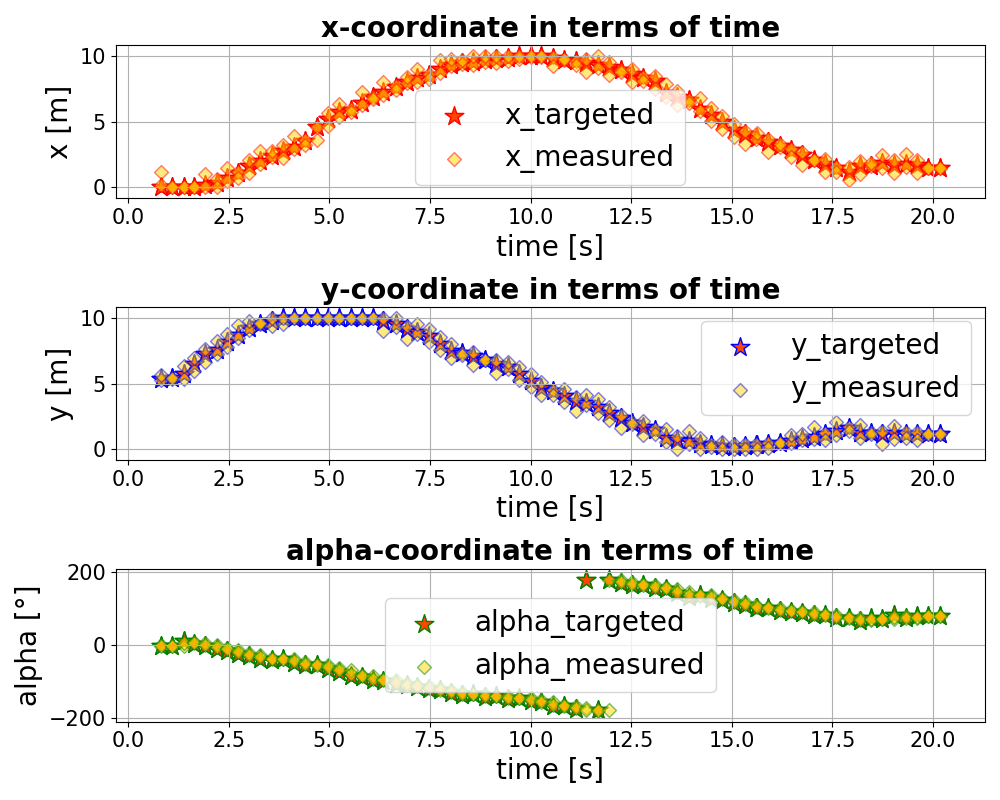 x-coordinate in terms of time
10
5
0
x [m]
0.0 2.5 5.0 7.5 10.0 12.5 15.0 17.5 20.0
time [s]
x_targeted
x_measured
y-coordinate in terms of time
10
5
0
y [m]
0.0 2.5 5.0 7.5 10.0 12.5 15.0 17.5 20.0
time [s]
y_targeted
y_measured
alpha-coordinate in terms of time
200
0
−200
alpha [°]
0.0 2.5 5.0 7.5 10.0 12.5 15.0 17.5 20.0
time [s]
alpha_targeted
alpha_measured